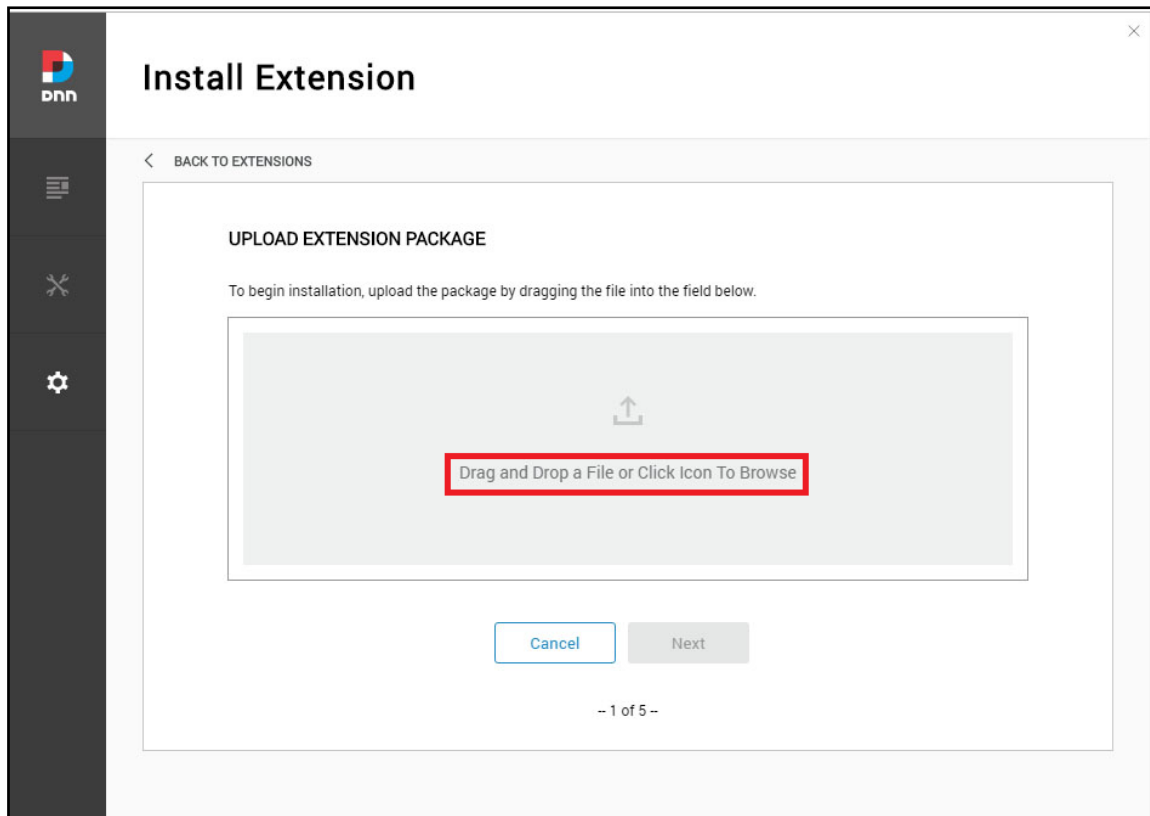 Install Extension
DNN
BACK TO EXTENSIONS
UPLOAD EXTENSION PACKAGE
To begin installation, upload the package by dragging the file into the field below.
Drag and Drop a File or Click Icon To Browse
Cancel
Next
-- 1 of 5 --